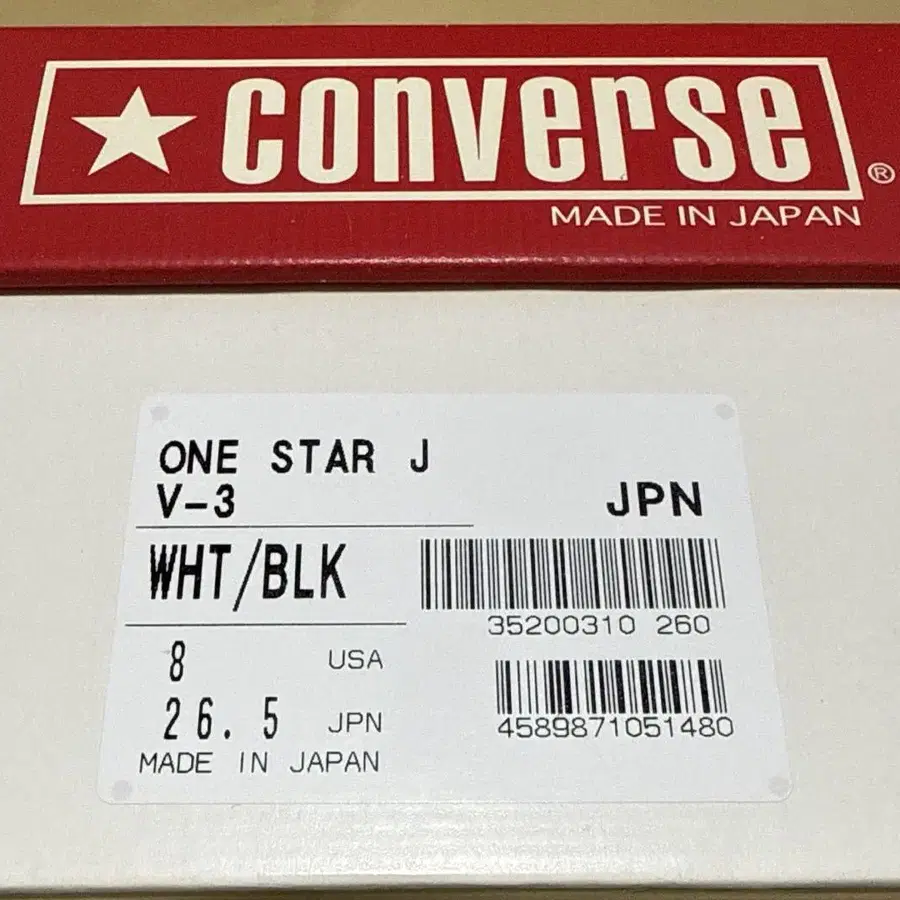 CONVERSE®
MADE IN JAPAN
ONE STAR J
V-3
JPN
WHT/BLK
35200310 260
8 USA
26.5 JPN
4589871051480
MADE IN JAPAN